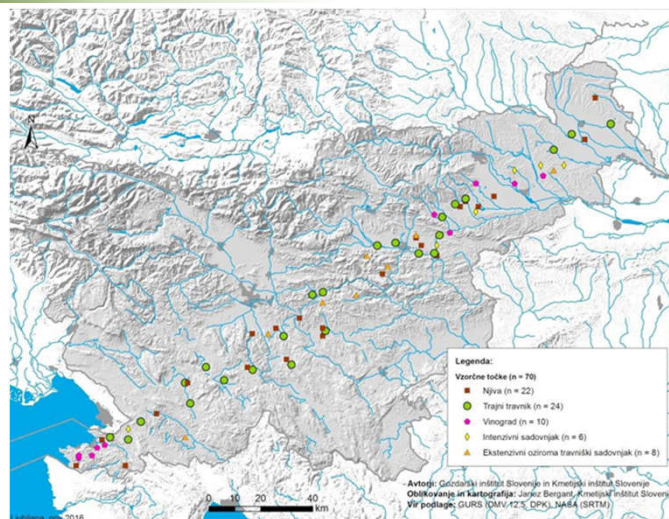 N
Legenda:
Vzorčne točke (n = 70)
Njiva (n = 22)
Trajni travnik (n = 24)
Vinograd (n = 10)
Intenzivni sadovnjak (n = 6)
Ekstenzivni oziroma travniški sadovnjak (n = 8)
Avtorji: Gozdarski inštitut Slovenije in Kmetijski inštitut Slovenije
Oblikovanje in kartografija: Janez Bergant, Kmetijski inštitut Slovenije
Vir podlage: GURS (DMV 12.5, DPK), NASA (SRTM)
0 10 20 40
km
2016